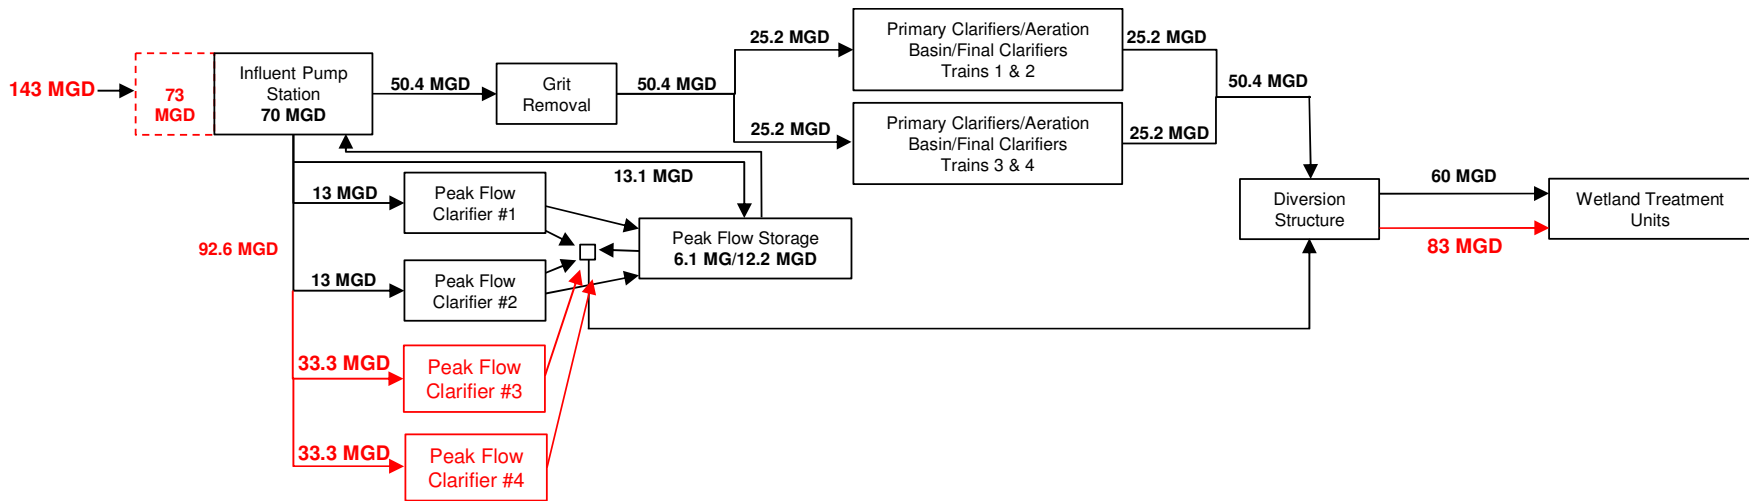 143 MGD
73
MGD
Influent Pump
Station
70 MGD
50.4 MGD
Grit
Removal
50.4 MGD
25.2 MGD
Primary Clarifiers/Aeration
Basin/Final Clarifiers
Trains 1 & 2
25.2 MGD
25.2 MGD
Primary Clarifiers/Aeration
Basin/Final Clarifiers
Trains 3 & 4
25.2 MGD
50.4 MGD
13.1 MGD
13 MGD
Peak Flow
Clarifier #1
92.6 MGD
13 MGD
Peak Flow
Clarifier #2
Peak Flow Storage
6.1 MG/12.2 MGD
33.3 MGD
Peak Flow
Clarifier #3
33.3 MGD
Peak Flow
Clarifier #4
Diversion
Structure
60 MGD
83 MGD
Wetland Treatment
Units